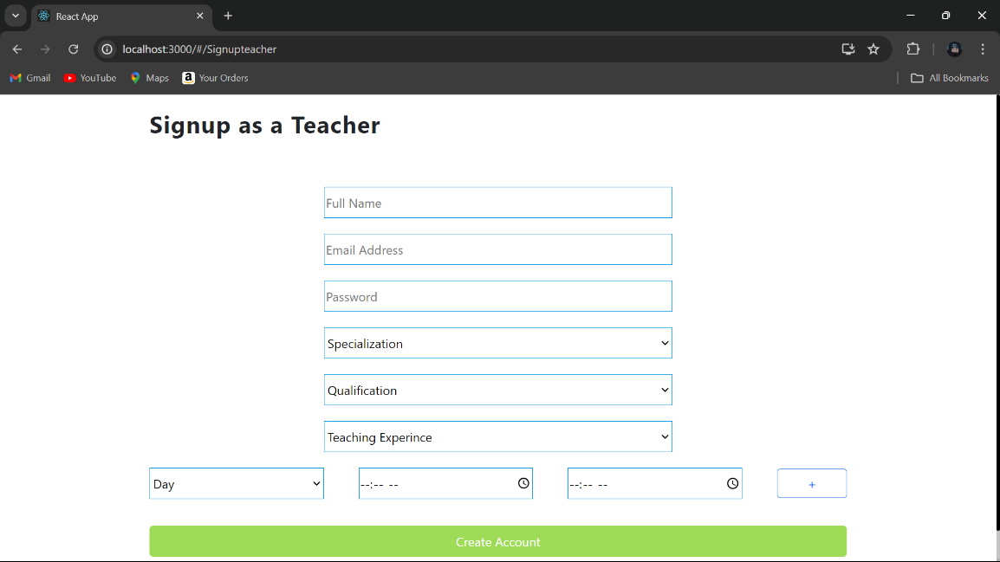 React App
localhost:3000/#/Signupteacher
Gmail YouTube Maps a Your Orders All Bookmarks
Signup as a Teacher
Full Name
Email Address
Password
Specialization
Qualification
Teaching Experince
Day --:-- -- --:-- -- +
Create Account